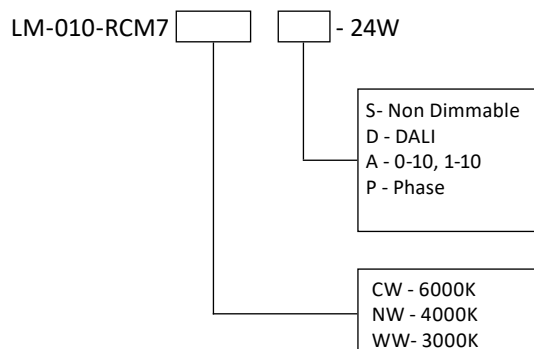 LM-010-RCM7 - 24W
S- Non Dimmable
D - DALI
A - 0-10, 1-10
P - Phase
CW - 6000K
NW - 4000K
WW- 3000K